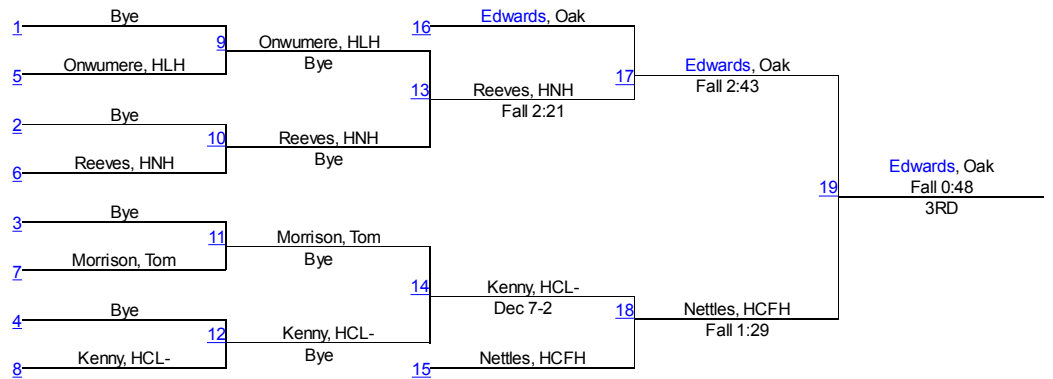 Bye
1
9
Onwumere, HLH
5
Onwumere, HLH
Bye
13
Bye
2
10
Reeves, HNH
6
Reeves, HNH
Bye
16
Edwards, Oak
17
Reeves, HNH
Fall 2:21
Edwards, Oak
Fall 2:43
Bye
3
11
Morrison, Tom
7
Morrison, Tom
Bye
14
Bye
4
12
Kenny, HCL-
8
Kenny, HCL-
Bye
Kenny, HCL-
Dec 7-2
18
15
Nettles, HCFH
Nettles, HCFH
Fall 1:29
19
Edwards, Oak
Fall 0:48
3RD